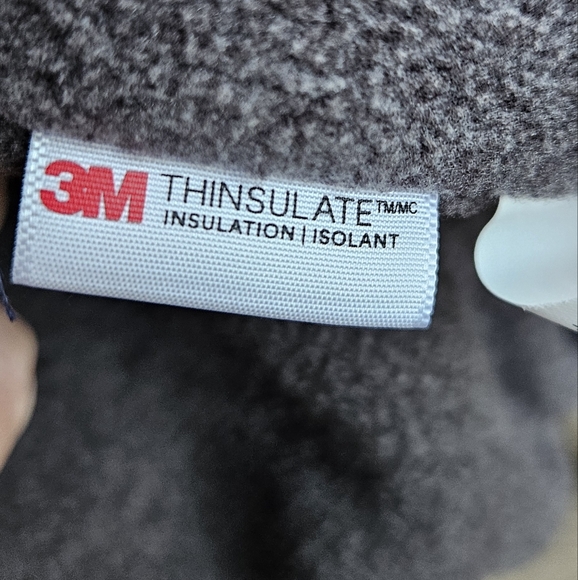 3M THINSULATE™/MC
INSULATION | ISOLANT